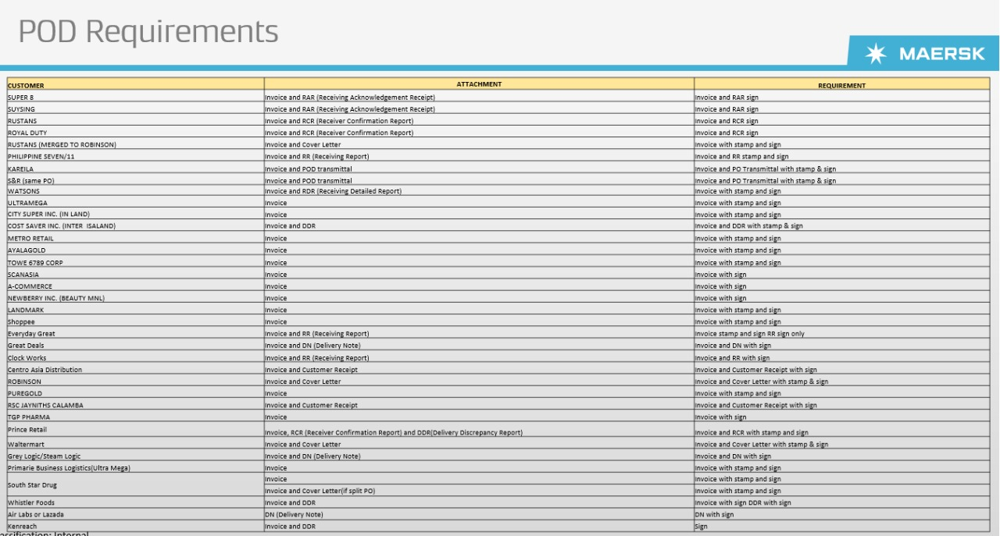 POD Requirements
MAERSK
CUSTOMER ATTACHMENT REQUIREMENT
SUPER 8 Invoice and RAR (Receiving Acknowledgement Receipt) Invoice and RAR sign
SUYSING Invoice and RAR (Receiving Acknowledgement Receipt) Invoice and RAR sign
RUSTANS Invoice and RCR (Receiver Confirmation Report) Invoice and RCR sign
ROYAL DUTY Invoice and RCR (Receiver Confirmation Report) Invoice and RCR sign
RUSTANS (MERGED TO ROBINSON) Invoice and Cover Letter Invoice with stamp and sign
PHILIPPINE SEVEN/11 Invoice and RR (Receiving Report) Invoice and RR stamp and sign
KAREILA Invoice and POD transmittal Invoice and PO Transmittal with stamp & sign
S&R (same PO) Invoice and POD transmittal Invoice and PO Transmittal with stamp & sign
WATSONS Invoice and RDR (Receiving Detailed Report) Invoice with stamp and sign
ULTRAMEGA Invoice Invoice with stamp and sign
CITY SUPER INC. (IN LAND) Invoice Invoice with stamp and sign
COST SAVER INC. (INTER ISALAND) Invoice and DDR Invoice and DDR with stamp & sign
METRO RETAIL Invoice Invoice with stamp and sign
AYALAGOLD Invoice Invoice with stamp and sign
TOWE 6789 CORP Invoice Invoice with stamp and sign
SCANASIA Invoice Invoice with sign
A-COMMERCE Invoice Invoice with sign
NEWBERRY INC. (BEAUTY MNL) Invoice Invoice with sign
LANDMARK Invoice Invoice with stamp and sign
Shoppee Invoice Invoice with stamp and sign
Everyday Great Invoice and RR (Receiving Report) Invoice stamp and sign RR sign only
Great Deals Invoice and DN (Delivery Note) Invoice and DN with sign
Clock Works Invoice and RR (Receiving Report) Invoice and RR with sign
Centro Asia Distribution Invoice and Customer Receipt Invoice and Customer Receipt with sign
ROBINSON Invoice and Cover Letter Invoice and Cover Letter with stamp & sign
PUREGOLD Invoice Invoice with stamp and sign
RSC JAYNITHS CALAMBA Invoice and Customer Receipt Invoice and Customer Receipt with sign
TGP PHARMA Invoice Invoice with sign
Prince Retail Invoice, RCR (Receiver Confirmation Report) and DDR(Delivery Discrepancy Report) Invoice and RCR with stamp and sign
Waltermart Invoice and Cover Letter Invoice and Cover Letter with stamp & sign
Grey Logic/Steam Logic Invoice and DN (Delivery Note) Invoice and DN with sign
Primarie Business Logistics(Ultra Mega) Invoice Invoice with stamp and sign
South Star Drug Invoice Invoice with stamp and sign
Invoice and Cover Letter(if split PO) Invoice with stamp and sign
Whistler Foods Invoice and DDR Invoice with sign DDR with sign
Air Labs or Lazada DN (Delivery Note) DN with sign
Kenreach Invoice and DDR Sign
assification: Internal